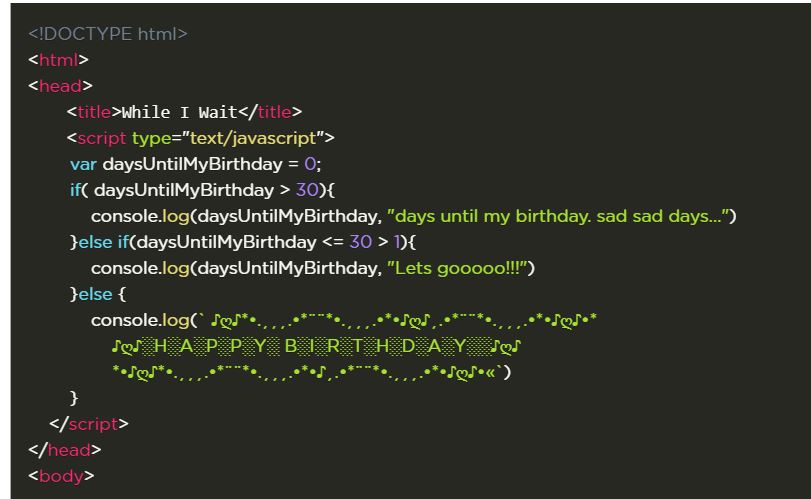 <!DOCTYPE html>
<html>
<head>
<title>While I Wait</title>
<script type="text/javascript">
var daysUntilMyBirthday = 0;
if( daysUntilMyBirthday > 30){
console.log(daysUntilMyBirthday, "days until my birthday. sad sad days...")
}else if(daysUntilMyBirthday <= 30 > 1){
console.log(daysUntilMyBirthday, "Lets gooooo!!!")
}else {
console.log(` ♪ღ♪*•.¸¸¸.•*¨¨*•.¸¸¸.•*•♪ღ♪¸.•*¨¨*•.¸¸¸.•*•♪ღ♪•*
♪ღ♪░H░A░P░P░Y░ B░I░R░T░H░D░A░Y░░♪ღ♪
*•♪ღ♪*•.¸¸¸.•*¨¨*•.¸¸¸.•*•♪¸.•*¨¨*•.¸¸¸.•*•♪ღ♪•«`)
}
</script>
</head>
<body>